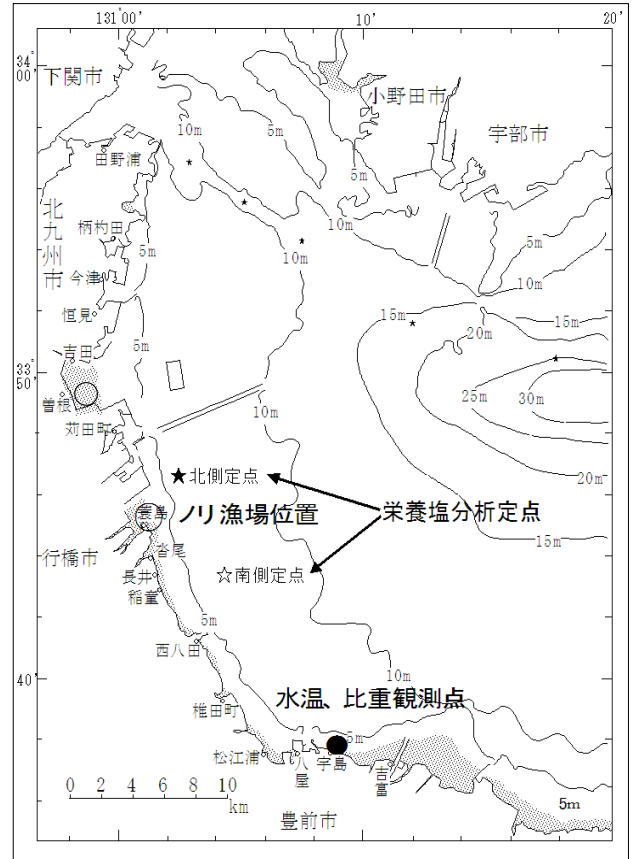 131°00′
10′
20′
34°
00′
下関市
小野田市
宇部市
10m
5m
田野浦
5m
北九州市
柄杓田
10m
5m
5m
10m
10m
今津
恒見
15m
15m
20m
5m
吉田
33°
50′
25m
30m
曽根
10m
苅田町
20m
★北側定点
蓑島
ノリ漁場位置
栄養塩分析定点
15m
行橋市
沓尾
長井
☆南側定点
稲童
5m
西八田
10m
40′
水温、比重観測点
椎田町
5m
松江浦
八屋
宇島
吉富
0 2 4 6 8 10
km
5m
豊前市